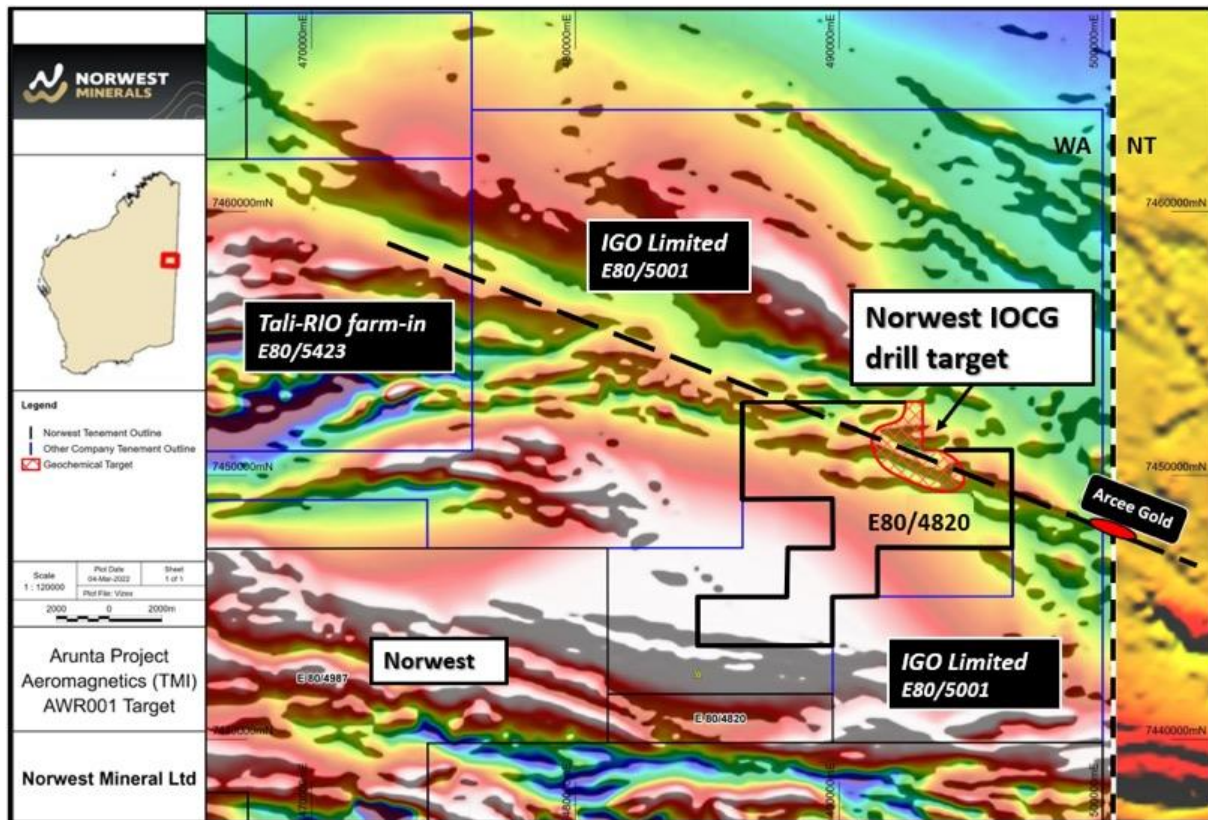 NORWEST
MINERALS
Legend
Norwest Tenement Outline
Other Company Tenement Outline
Geochemical Target
Scale
1 : 120000
Plot Date
04-Mar-2022
Sheet
1 of 1
Plot File: Vizex
2000 0 2000m
Arunta Project
Aeromagnetics (TMI)
AWR001 Target
Norwest Mineral Ltd
470000mE
490000mE
WA
NT
7460000mN
7460000mN
IGO Limited
E80/5001
Tali-RIO farm-in
E80/5423
Norwest IOCG
drill target
7450000mN
7450000mN
E80/4820
Arcee Gold
Norwest
E 80/4987
IGO Limited
E80/5001
E 80/4820
7440000mN